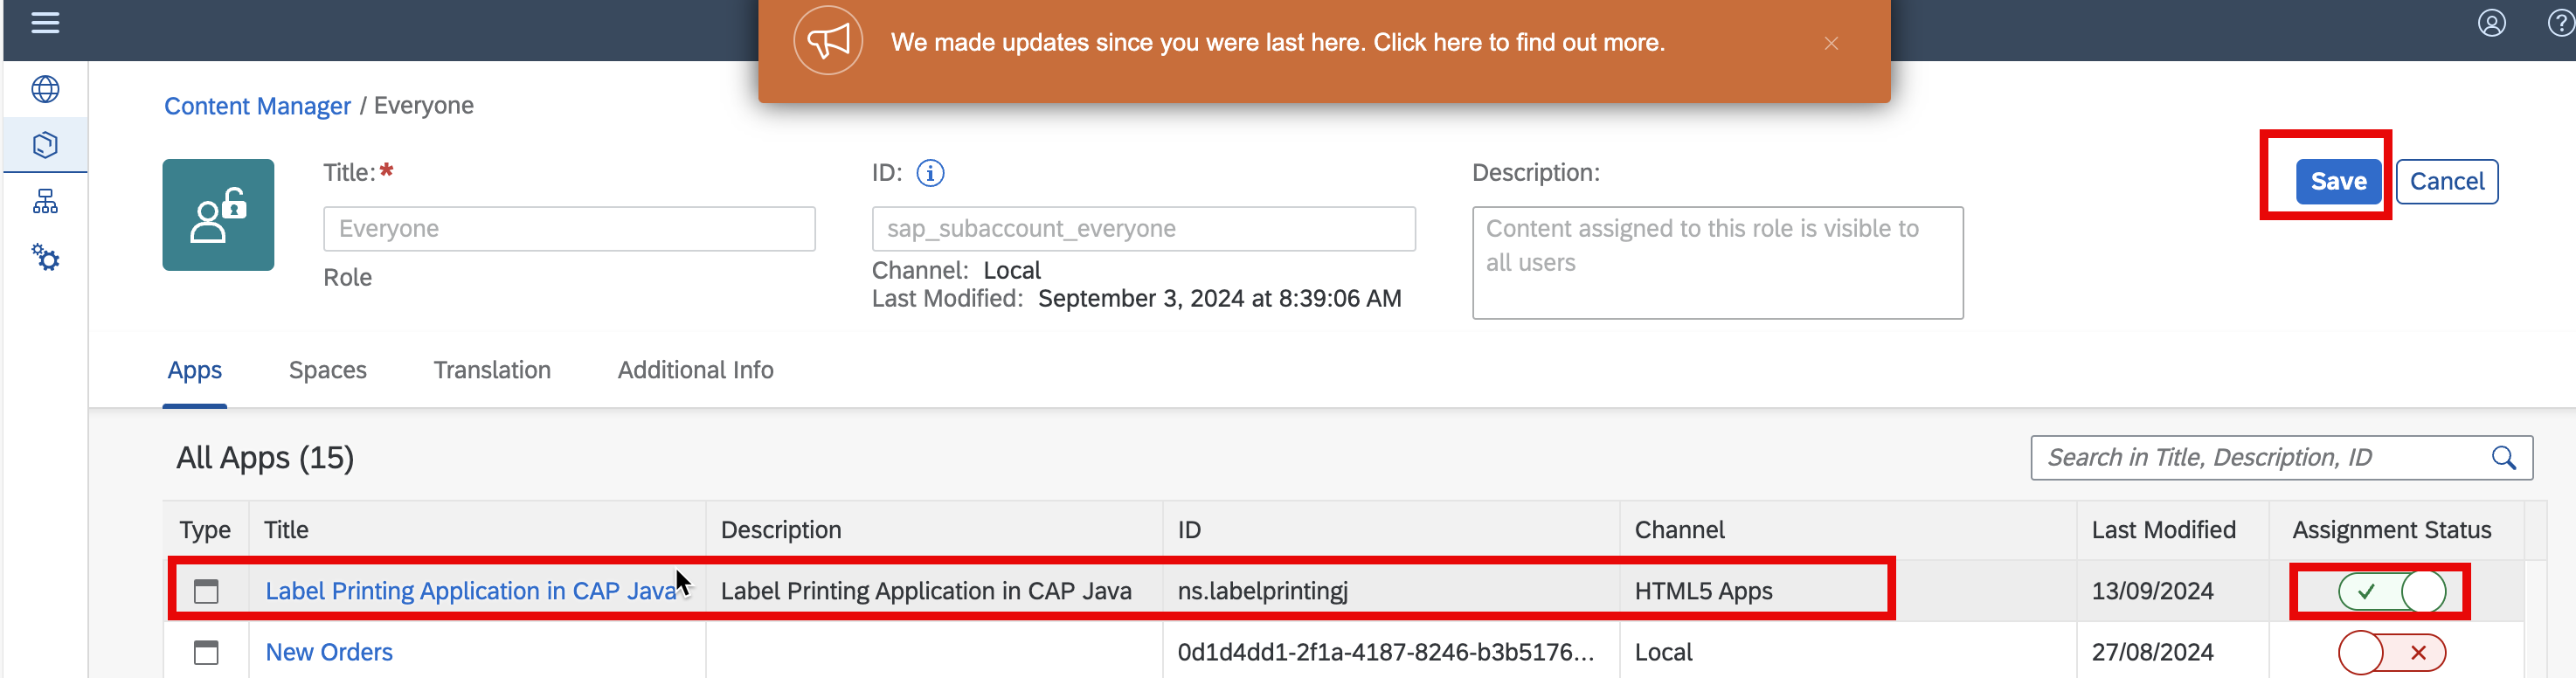 We made updates since you were last here. Click here to find out more.
Content Manager / Everyone
Title:*
ID:
Description:
Save
Cancel
Everyone
sap_subaccount_everyone
Content assigned to this role is visible to
all users
Role
Channel: Local
Last Modified: September 3, 2024 at 8:39:06 AM
Apps
Spaces
Translation
Additional Info
All Apps (15)
Search in Title, Description, ID
Type Title Description ID Channel Last Modified Assignment Status
Label Printing Application in CAP Java Label Printing Application in CAP Java ns.labelprintingj HTML5 Apps 13/09/2024
New Orders 0d1d4dd1-2f1a-4187-8246-b3b5176... Local 27/08/2024